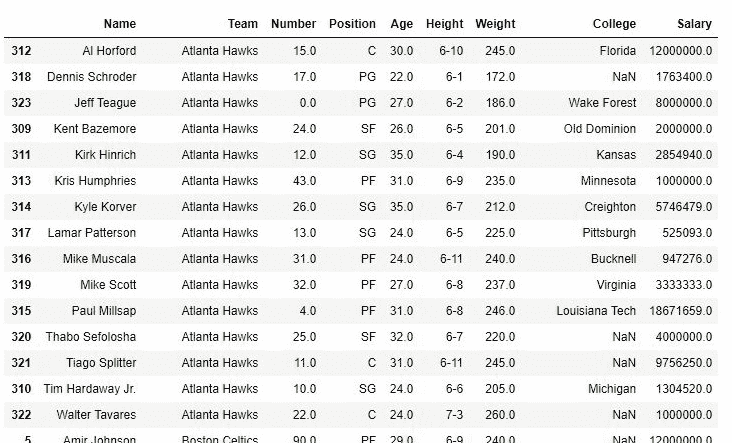 Name Team Number Position Age Height Weight College Salary
312 Al Horford Atlanta Hawks 15.0 C 30.0 6-10 245.0 Florida 12000000.0
318 Dennis Schroder Atlanta Hawks 17.0 PG 22.0 6-1 172.0 NaN 1763400.0
323 Jeff Teague Atlanta Hawks 0.0 PG 27.0 6-2 186.0 Wake Forest 8000000.0
309 Kent Bazemore Atlanta Hawks 24.0 SF 26.0 6-5 201.0 Old Dominion 2000000.0
311 Kirk Hinrich Atlanta Hawks 12.0 SG 35.0 6-4 190.0 Kansas 2854940.0
313 Kris Humphries Atlanta Hawks 43.0 PF 31.0 6-9 235.0 Minnesota 1000000.0
314 Kyle Korver Atlanta Hawks 26.0 SG 35.0 6-7 212.0 Creighton 5746479.0
317 Lamar Patterson Atlanta Hawks 13.0 SG 24.0 6-5 225.0 Pittsburgh 525093.0
316 Mike Muscala Atlanta Hawks 31.0 PF 24.0 6-11 240.0 Bucknell 947276.0
319 Mike Scott Atlanta Hawks 32.0 PF 27.0 6-8 237.0 Virginia 3333333.0
315 Paul Millsap Atlanta Hawks 4.0 PF 31.0 6-8 246.0 Louisiana Tech 18671659.0
320 Thabo Sefolosha Atlanta Hawks 25.0 SF 32.0 6-7 220.0 NaN 4000000.0
321 Tiago Splitter Atlanta Hawks 11.0 C 31.0 6-11 245.0 NaN 9756250.0
310 Tim Hardaway Jr. Atlanta Hawks 10.0 SG 24.0 6-6 205.0 Michigan 1304520.0
322 Walter Tavares Atlanta Hawks 22.0 C 24.0 7-3 260.0 NaN 1000000.0
5 Amir Johnson Boston Celtics 90.0 PF 29.0 6-9 240.0 NaN 12000000.0